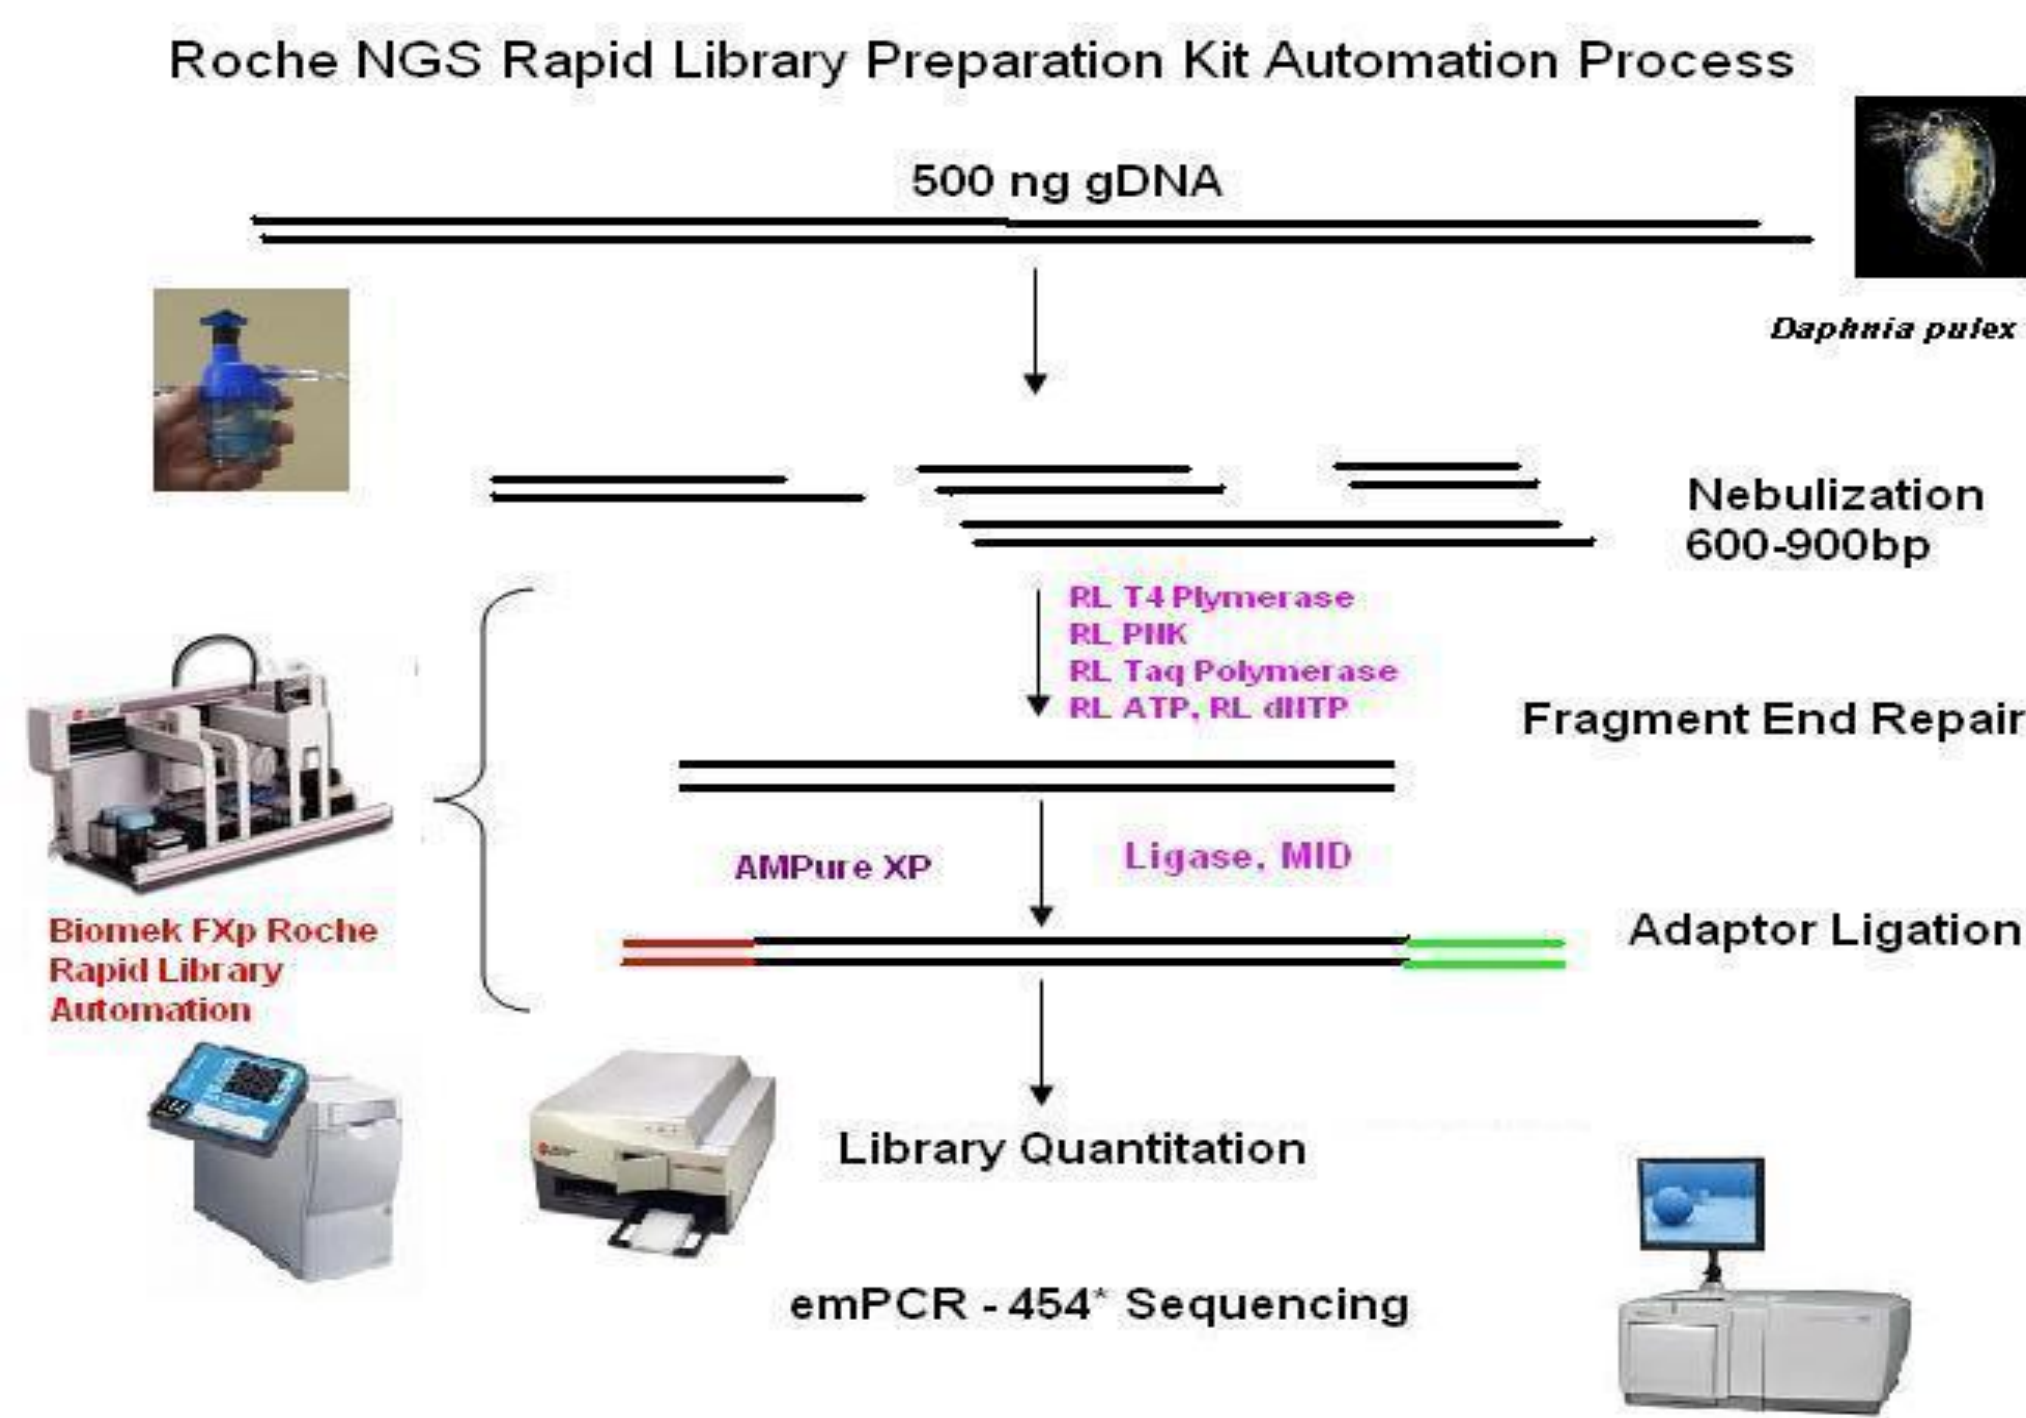 Roche NGS Rapid Library Preparation Kit Automation Process
500 ng gDNA
Daphnia pulex
Nebulization
600-900bp
RL T4 Plymerase
RL PNK
RL Taq Polymerase
RL ATP, RL dNTP
Fragment End Repair
AMPure XP
Ligase, MID
Adaptor Ligation
Biomek FXp Roche
Rapid Library
Automation
Library Quantitation
emPCR - 454* Sequencing